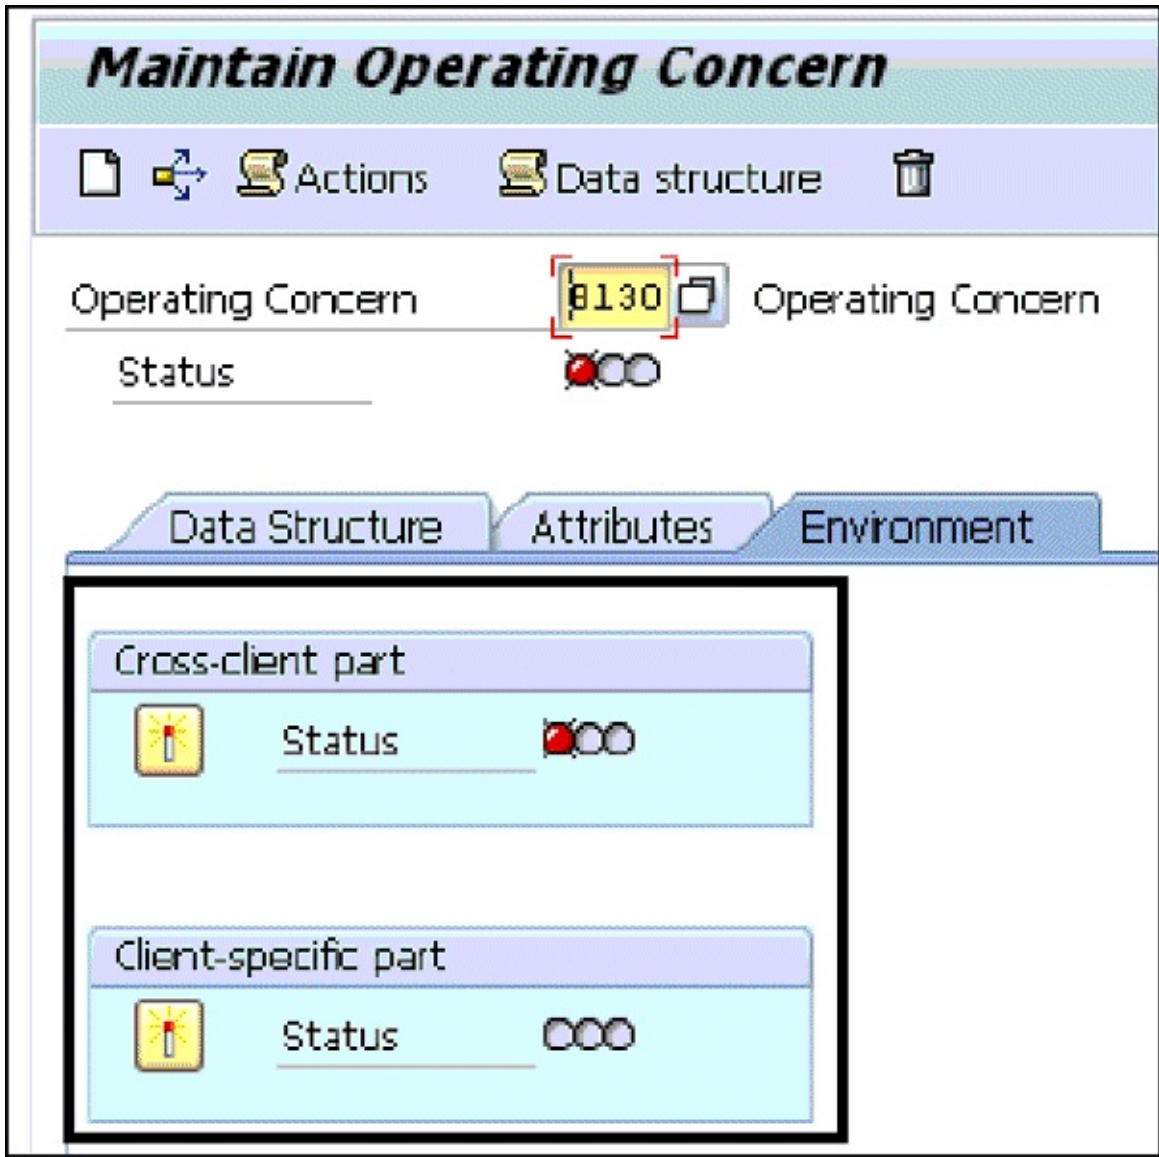 Maintain Operating Concern
Actions Data structure
Operating Concern 8130 Operating Concern
Status
Data Structure Attributes Environment
Cross-client part
Status
Client-specific part
Status